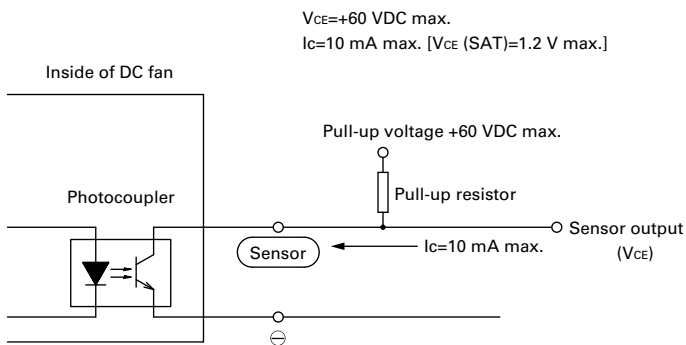 VCE=+60 VDC max.
Ic=10 mA max. [VCE (SAT)=1.2 V max.]
Inside of DC fan
Pull-up voltage +60 VDC max.
Photocoupler
Pull-up resistor
Sensor
Ic=10 mA max.
Sensor output
(VCE)
⊖